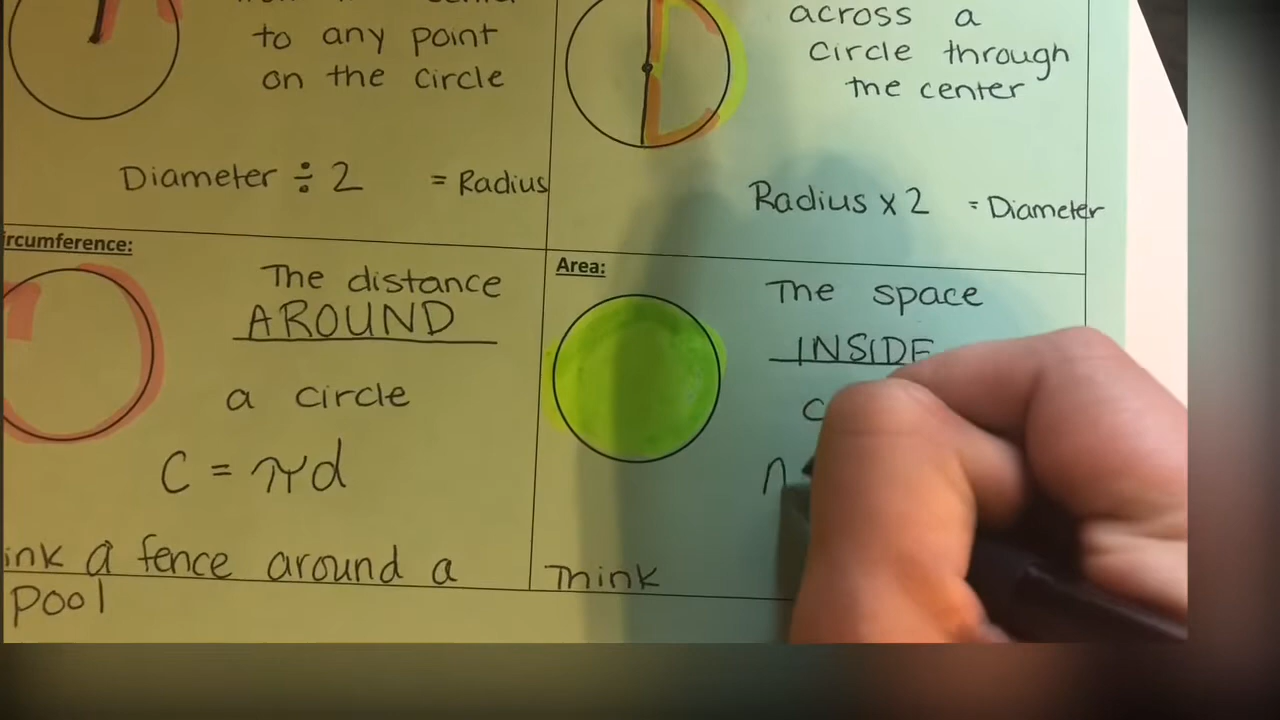 to any point
on the circle
Diameter ÷ 2 = Radius
across a
circle through
the center
Radius x 2 = Diameter
ircumference:
The distance
AROUND
a circle
C = πd
ink a fence around a
pool
Area:
The space
INSIDE
c
Think